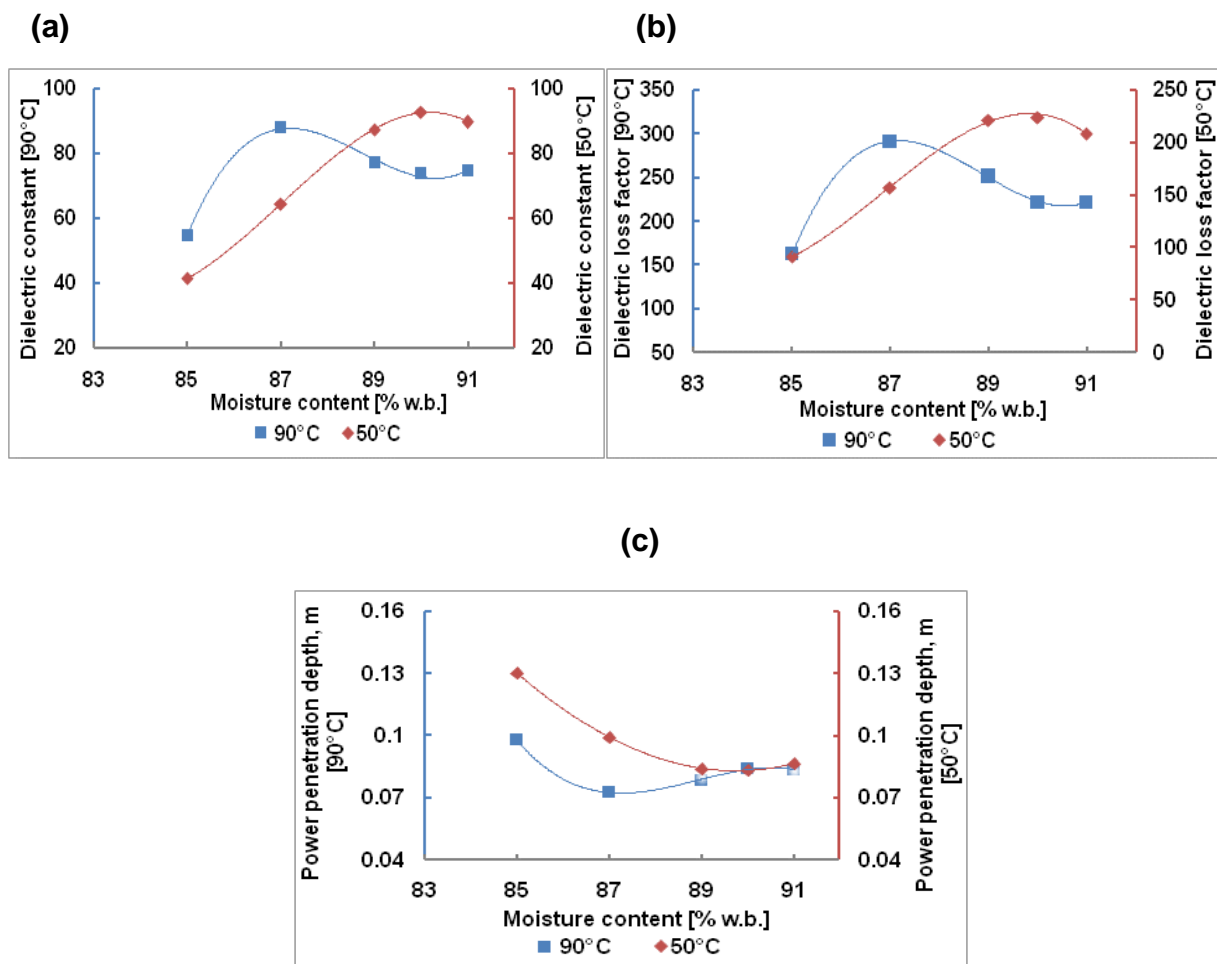 (a)
Dielectric constant [90°C]
100
80
60
40
20
Dielectric constant [50°C]
100
80
60
40
20
83 85 87 89 91
Moisture content [% w.b.]
90°C 50°C
(b)
Dielectric loss factor [90°C]
350
300
250
200
150
100
50
Dielectric loss factor [50°C]
250
200
150
100
50
0
83 85 87 89 91
Moisture content [% w.b.]
90°C 50°C
(c)
Power penetration depth, m
[90°C]
0.16
0.13
0.1
0.07
0.04
Power penetration depth, m
[50°C]
0.16
0.13
0.1
0.07
0.04
83 85 87 89 91
Moisture content [% w.b.]
90°C 50°C